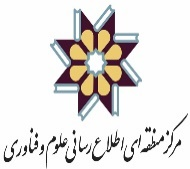 مرکز منطقه ای اطلاع رسانی علوم و فناوری